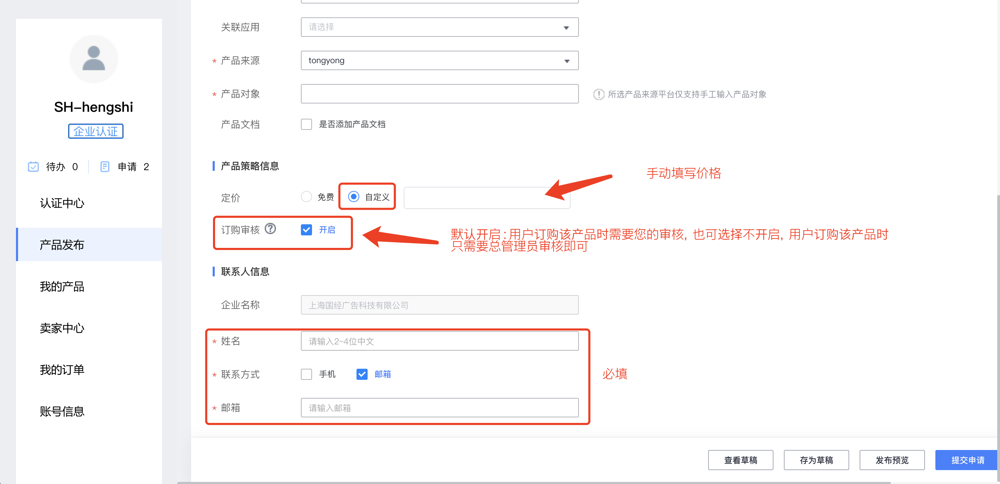 SH-hengshi
企业认证
待办 0
申请 2
认证中心
产品发布
我的产品
卖家中心
我的订单
账号信息
关联应用
请选择
* 产品来源
tongyong
* 产品对象
所选产品来源平台仅支持手工输入产品对象
产品文档
是否添加产品文档
产品策略信息
手动填写价格
定价
免费
自定义
订购审核 ?
开启
默认开启：用户订购该产品时需要您的审核，也可选择不开启，用户订购该产品时
只需要总管理员审核即可
联系人信息
企业名称
上海国经广告科技有限公司
* 姓名
请输入2~4位中文
* 联系方式
手机
邮箱
必填
* 邮箱
请输入邮箱
查看草稿
存为草稿
发布预览
提交申请